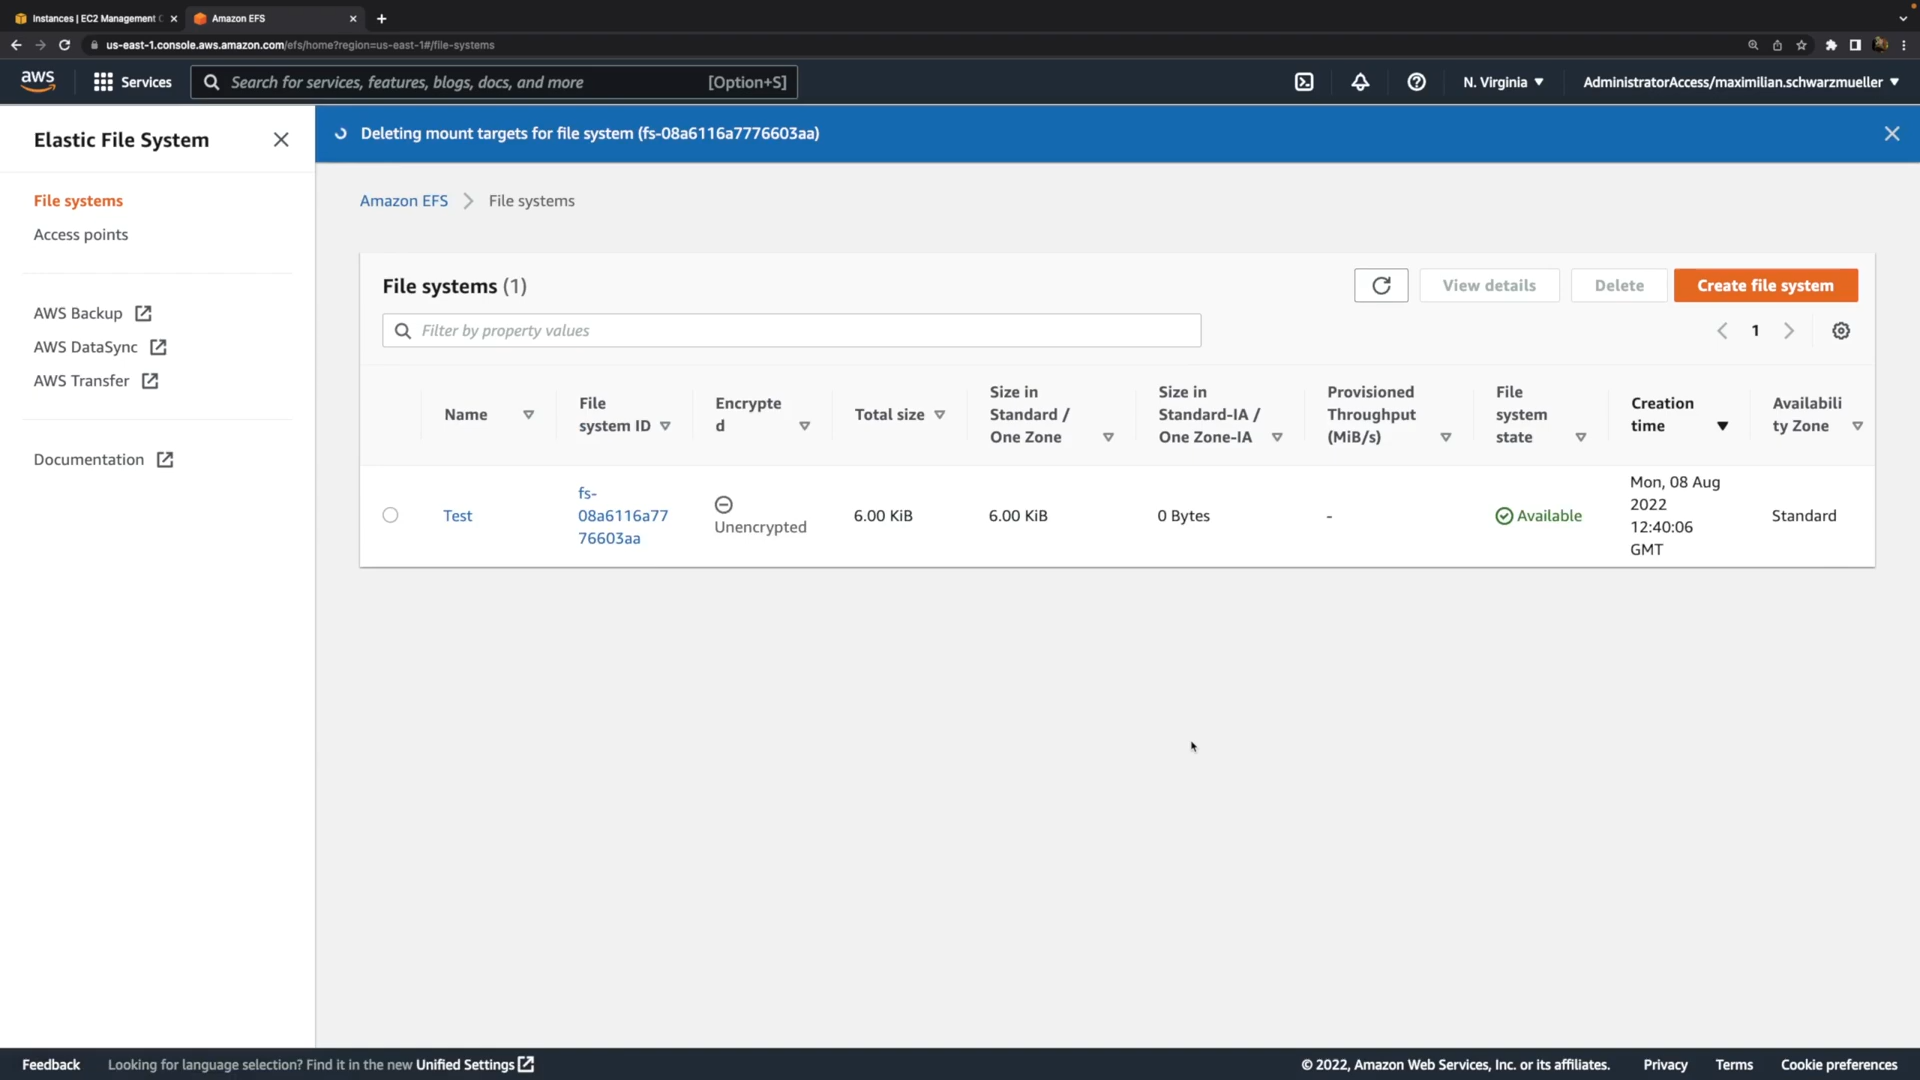 Instances | EC2 Management C
Amazon EFS
us-east-1.console.aws.amazon.com/efs/home?region=us-east-1#/file-systems
aws
Services
Search for services, features, blogs, docs, and more
[Option+S]
N. Virginia
AdministratorAccess/maximilian.schwarzmueller
Elastic File System
Deleting mount targets for file system (fs-08a6116a7776603aa)
File systems
Access points
AWS Backup
AWS DataSync
AWS Transfer
Documentation
Amazon EFS
File systems
File systems (1)
View details
Delete
Create file system
Filter by property values
1
Name
File
system ID
Encrypte
d
Total size
Size in
Standard /
One Zone
Size in
Standard-IA /
One Zone-IA
Provisioned
Throughput
(MiB/s)
File
system
state
Creation
time
Availabili
ty Zone
Test
fs-
08a6116a77
76603aa
Unencrypted
6.00 KiB
6.00 KiB
0 Bytes
-
Available
Mon, 08 Aug
2022
12:40:06
GMT
Standard
Feedback
Looking for language selection? Find it in the new Unified Settings
© 2022, Amazon Web Services, Inc. or its affiliates.
Privacy
Terms
Cookie preferences